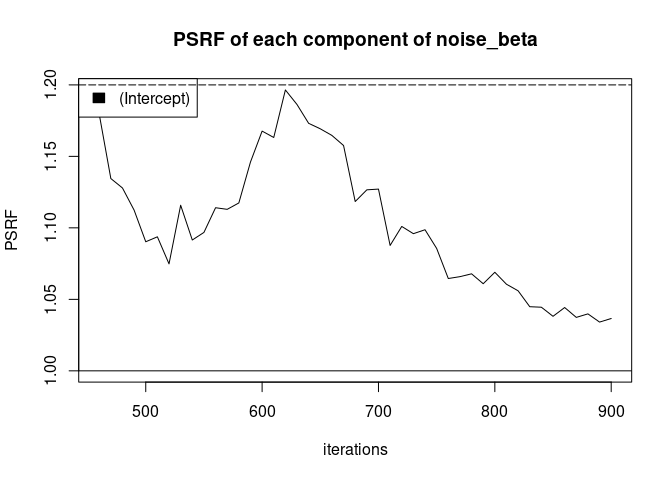 PSRF of each component of noise_beta
(Intercept)
PSRF
1.20
1.15
1.10
1.05
1.00
500 600 700 800 900
iterations